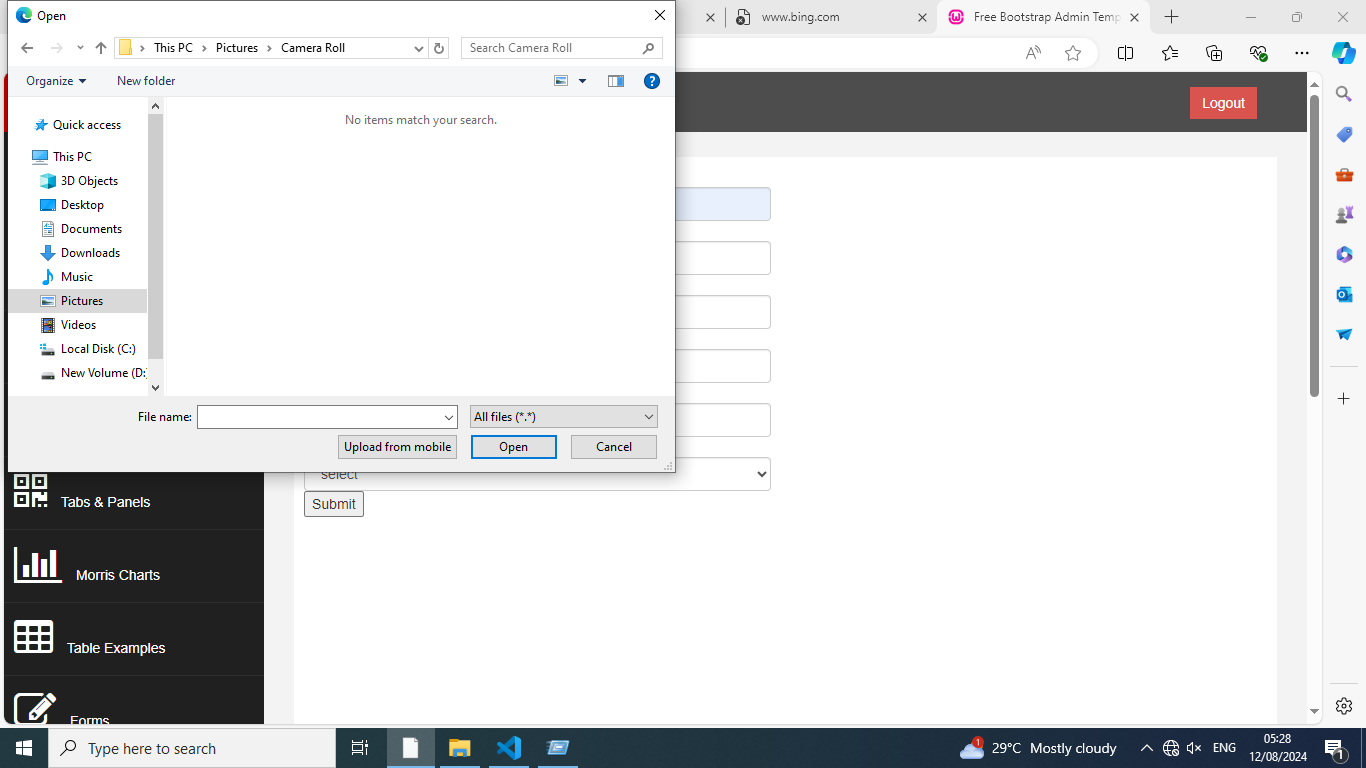 Open
www.bing.com
Free Bootstrap Admin Temp
This PC
Pictures
Camera Roll
Search Camera Roll
Organize
New folder
No items match your search.
Logout
Quick access
This PC
3D Objects
Desktop
Documents
Downloads
Music
Pictures
Videos
Local Disk (C:)
New Volume (D:
File name:
All files (*.*)
Upload from mobile
Open
Cancel
select
Submit
Tabs & Panels
Morris Charts
Table Examples
Forms
Type here to search
1
29°C Mostly cloudy
ENG
05:28
12/08/2024
1